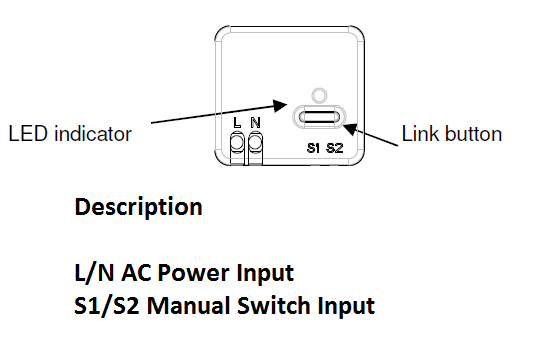 L N
LED indicator
Link button
S1 S2
Description
L/N AC Power Input
S1/S2 Manual Switch Input